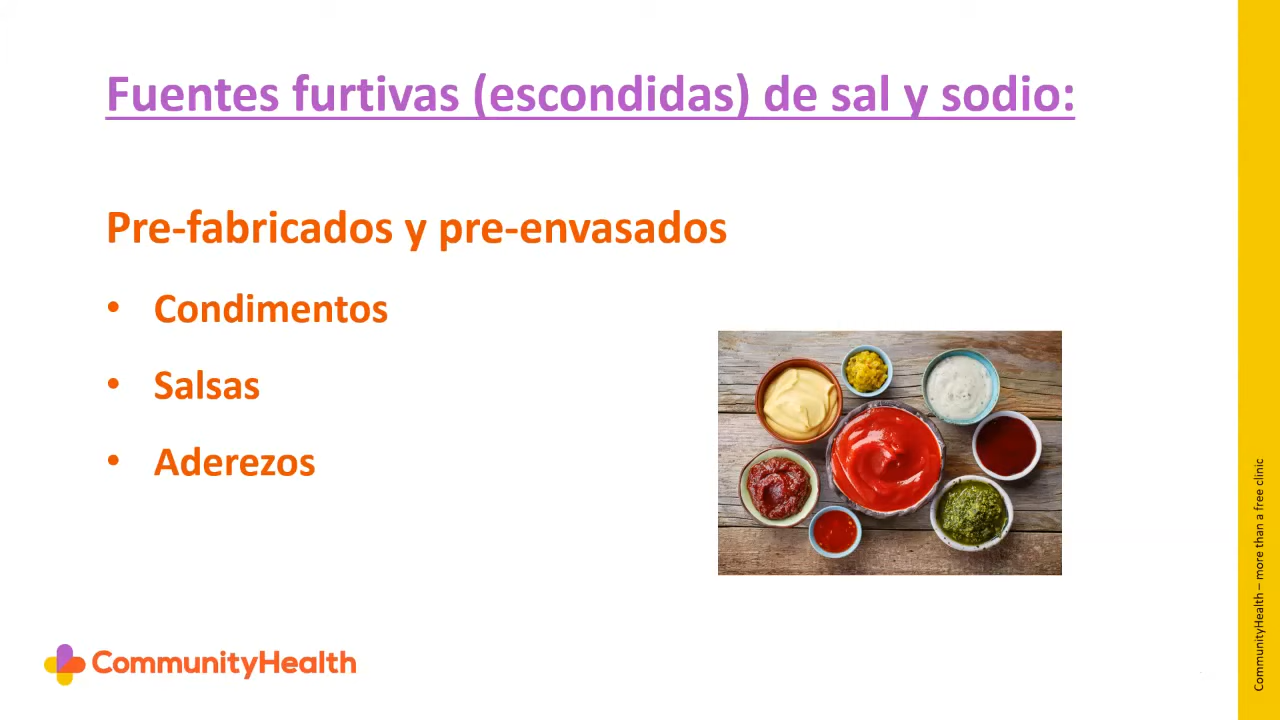 Fuentes furtivas (escondidas) de sal y sodio:
Pre-fabricados y pre-envasados
• Condimentos
• Salsas
• Aderezos
CommunityHealth
CommunityHealth – more than a free clinic